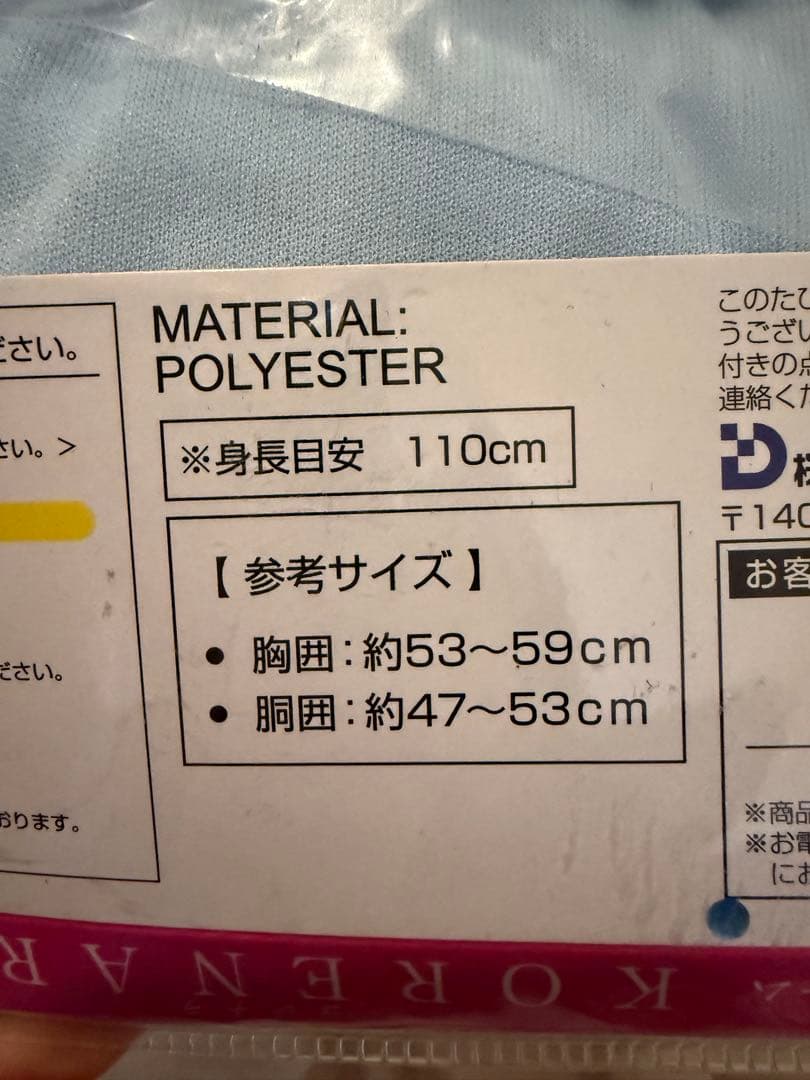 ださい。
さい。>
ださい。
おります。
MATERIAL:
POLYESTER
※身長目安 110cm
【 参考サイズ 】
● 胸囲:約53〜59cm
● 胴囲:約47〜53cm
このたび
うござい
付きの点
連絡くだ
〒140
お客
※商品
※お電
にお
KORENAR